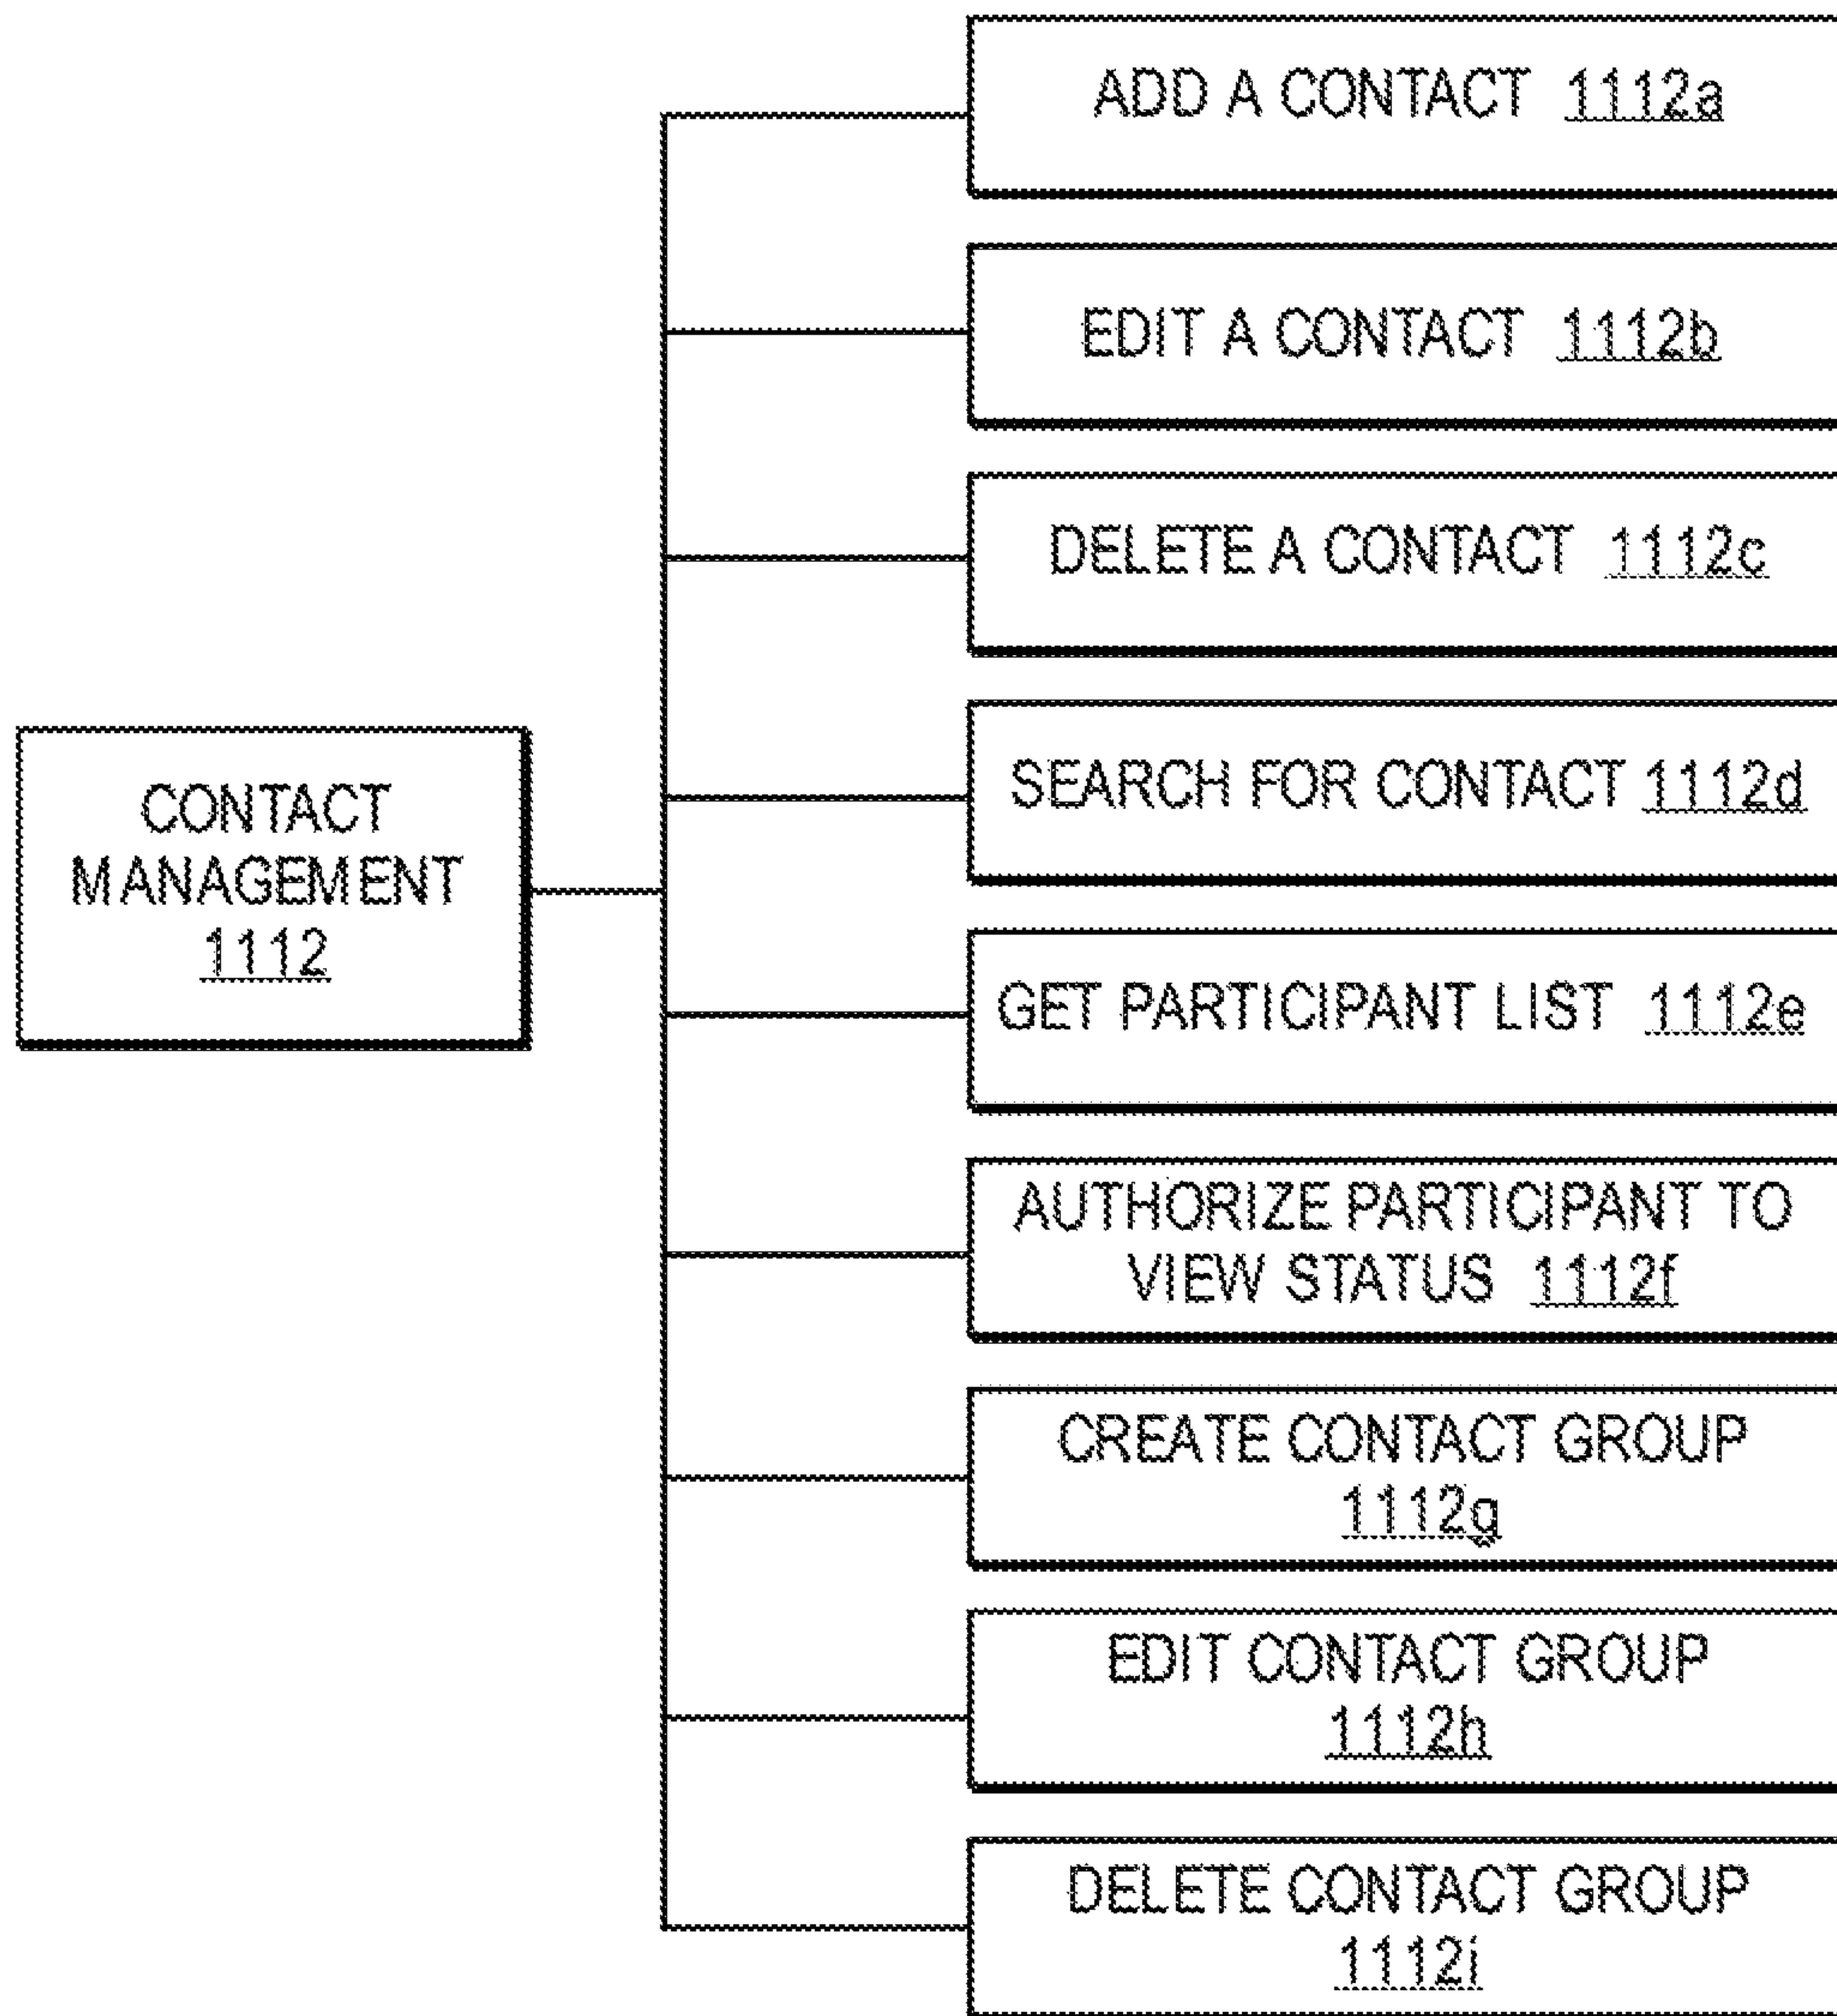 ADD A CONTACT 1112a
EDIT A CONTACT 1112b
DELETE A CONTACT 1112c
SEARCH FOR CONTACT 1112d
CONTACT
MANAGEMENT
1112
GET PARTICIPANT LIST 1112e
AUTHORIZE PARTICIPANT TO
VIEW STATUS 1112f
CREATE CONTACT GROUP
1112g
EDIT CONTACT GROUP
1112h
DELETE CONTACT GROUP
1112i